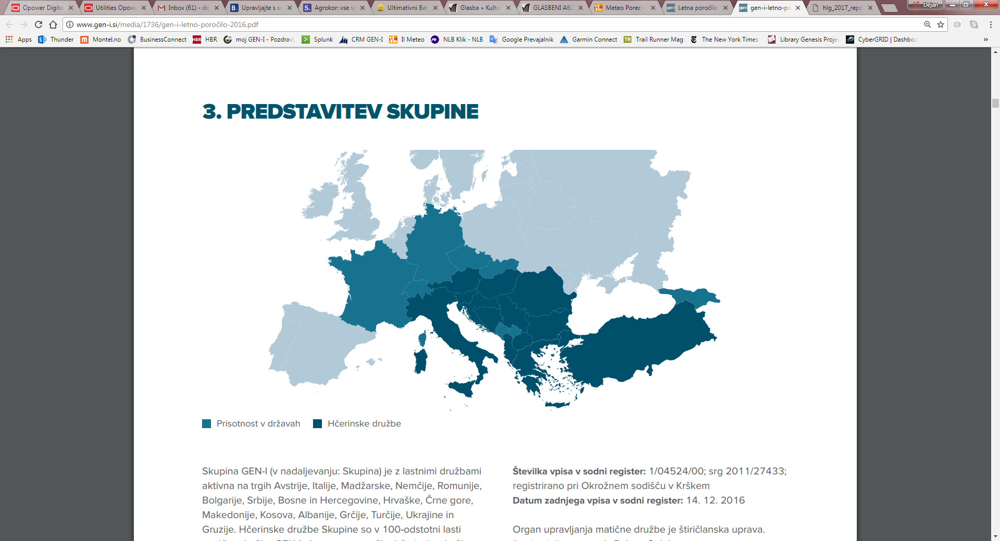 Opower Digital
Utilities Opowe
Inbox (61) - de
Upravljajte s sv
Agrokor: vse se
Ultimativni Bat
Glasba » Kultu
GLASBENI ABC
Meteo Porec -
Letna poročila
gen-i-letno-po
hlg_2017_repo
Dejan
www.gen-i.si/media/1736/gen-i-letno-poročilo-2016.pdf
Apps
Thunder
Montel.no
BusinessConnect
HBR
moj GEN-I - Pozdravl
Splunk
CRM GEN-I
Il Meteo
NLB Klik - NLB
Google Prevajalnik
Garmin Connect
Trail Runner Mag
The New York Times
Library Genesis Proje
CyberGRID | Dashboa
3. PREDSTAVITEV SKUPINE
Prisotnost v državah
Hčerinske družbe
Skupina GEN-I (v nadaljevanju: Skupina) je z lastnimi družbami
aktivna na trgih Avstrije, Italije, Madžarske, Nemčije, Romunije,
Bolgarije, Srbije, Bosne in Hercegovine, Hrvaške, Črne gore,
Makedonije, Kosova, Albanije, Grčije, Turčije, Ukrajine in
Gruzije. Hčerinske družbe Skupine so v 100-odstotni lasti
Številka vpisa v sodni register: 1/04524/00; srg 2011/27433;
registrirano pri Okrožnem sodišču v Krškem
Datum zadnjega vpisa v sodni register: 14. 12. 2016
Organ upravljanja matične družbe je štiričlanska uprava.